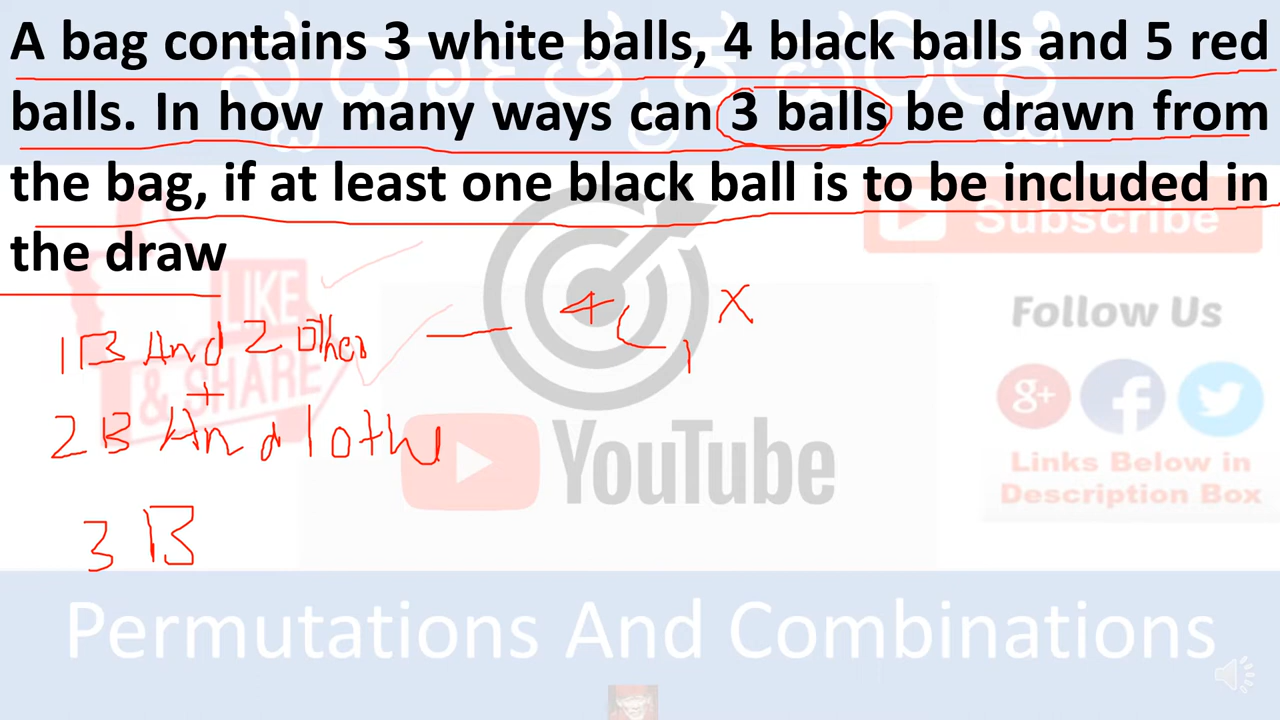 A bag contains 3 white balls, 4 black balls and 5 red
balls. In how many ways can 3 balls be drawn from
the bag, if at least one black ball is to be included in
the draw
Subscribe
LIKE
& SHARE
1B And 2 Other — 4C1 X
+
2B And 1 oth
3 B
YouTube
Follow Us
Links Below in
Description Box
Permutations And Combinations